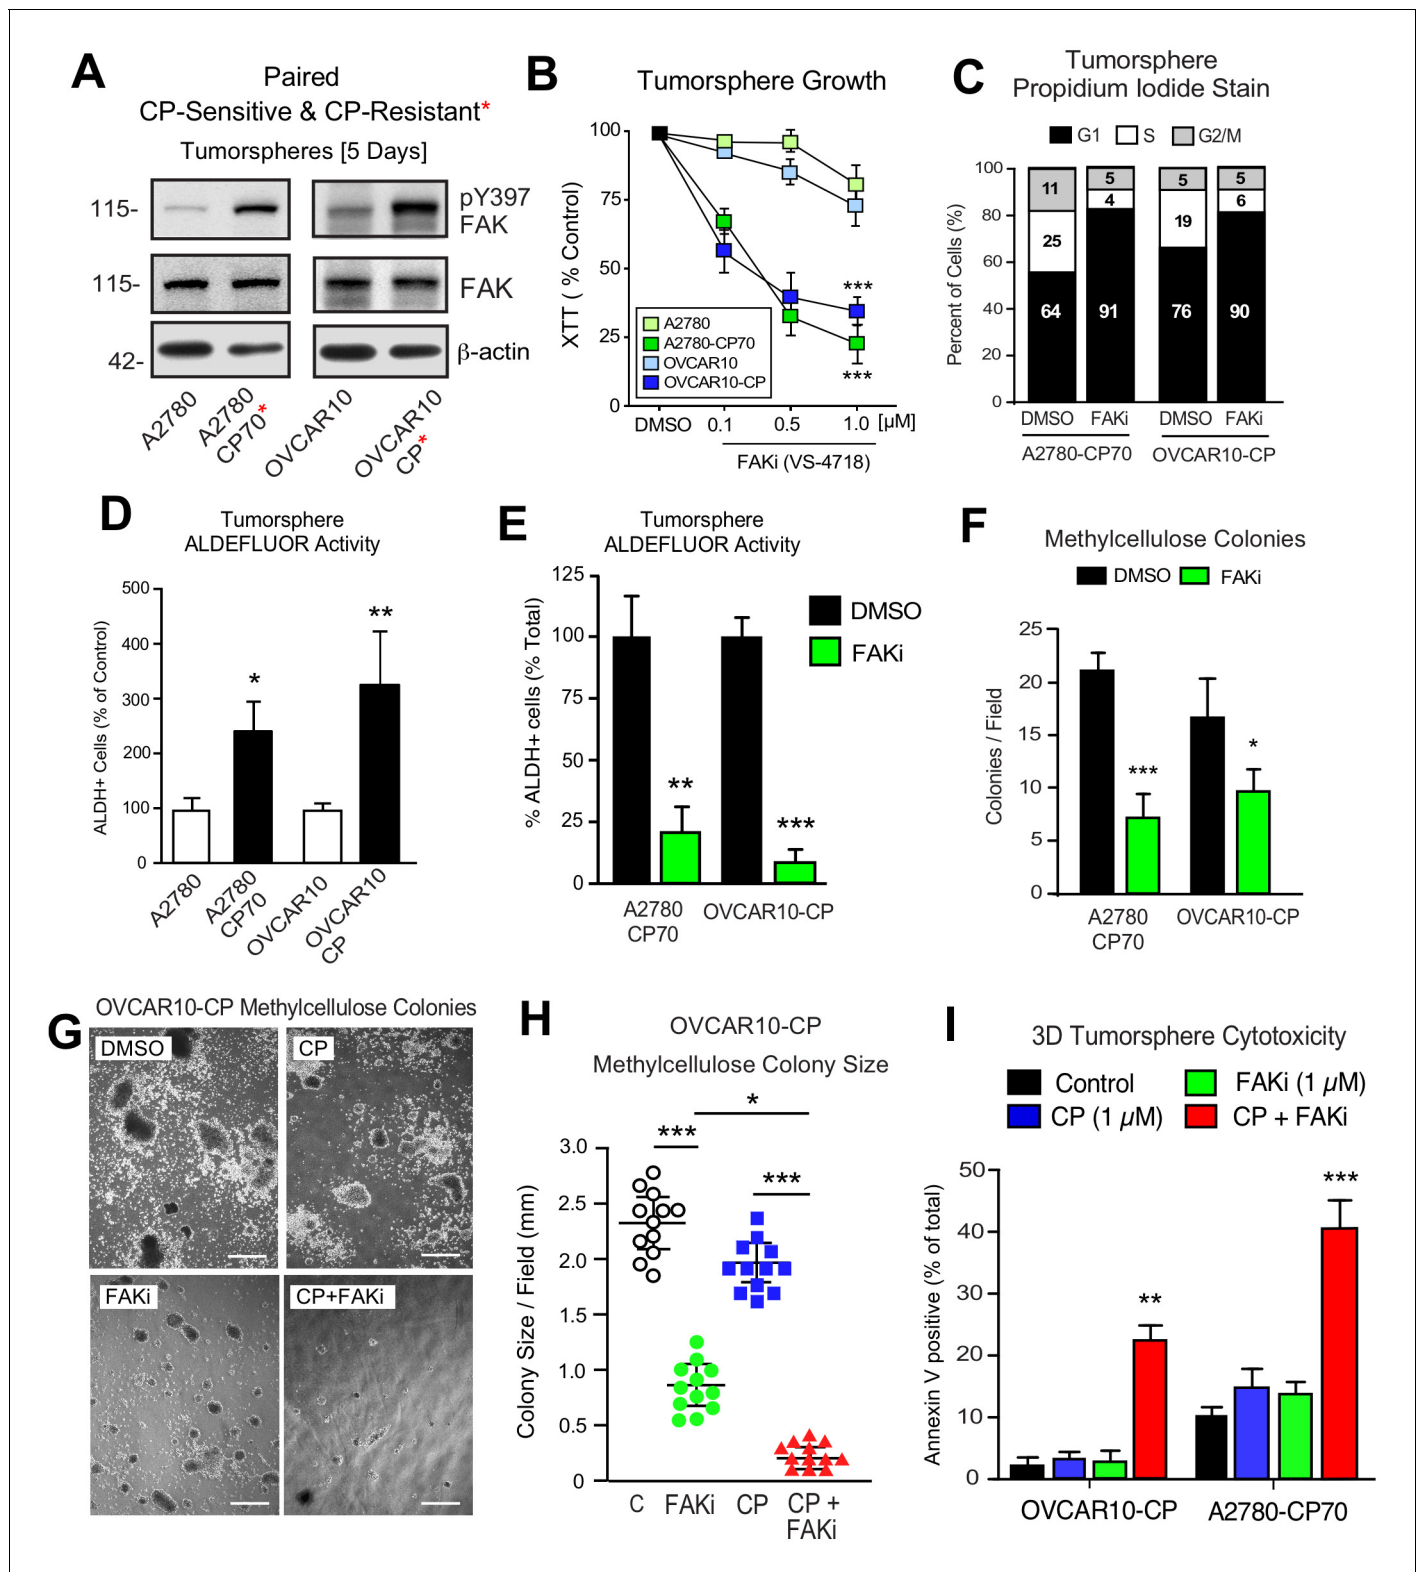 A
Paired
CP-Sensitive & CP-Resistant*
Tumorspheres [5 Days]
115-
pY397
FAK
115-
FAK
42-
β-actin
A2780
A2780
CP70*
OVCAR10
OVCAR10
CP*
B
Tumorsphere Growth
XTT ( % Control)
100
50
25
0
A2780
A2780-CP70
OVCAR10
OVCAR10-CP
***
***
DMSO 0.1 0.5 1.0 [µM]
FAKi (VS-4718)
C
Tumorsphere
Propidium Iodide Stain
G1 S G2/M
Percent of Cells (%)
100
80
60
40
20
0
11 5 5 5
25 4 19 6
64 91 76 90
DMSO FAKi DMSO FAKi
A2780-CP70 OVCAR10-CP
D
Tumorsphere
ALDEFLUOR Activity
ALDH+ Cells (% of Control)
500
400
300
200
100
0
*
**
A2780
A2780
CP70
OVCAR10
OVCAR10
CP
E
Tumorsphere
ALDEFLUOR Activity
% ALDH+ cells (% Total)
125
100
75
50
25
0
DMSO
FAKi
**
***
A2780
CP70
OVCAR10-CP
F
Methylcellulose Colonies
DMSO FAKi
Colonies / Field
25
20
15
10
5
0
***
*
A2780
CP70
OVCAR10-CP
G
OVCAR10-CP Methylcellulose Colonies
DMSO
CP
FAKi
CP+FAKi
H
OVCAR10-CP
Methylcellulose Colony Size
Colony Size / Field (mm)
3.0
2.5
2.0
1.5
1.0
0.5
0
*
***
***
C FAKi CP CP +
FAKi
I
3D Tumorsphere Cytotoxicity
Control FAKi (1 µM)
CP (1 µM) CP + FAKi
Annexin V positive (% of total)
50
40
30
20
10
0
**
***
OVCAR10-CP A2780-CP70